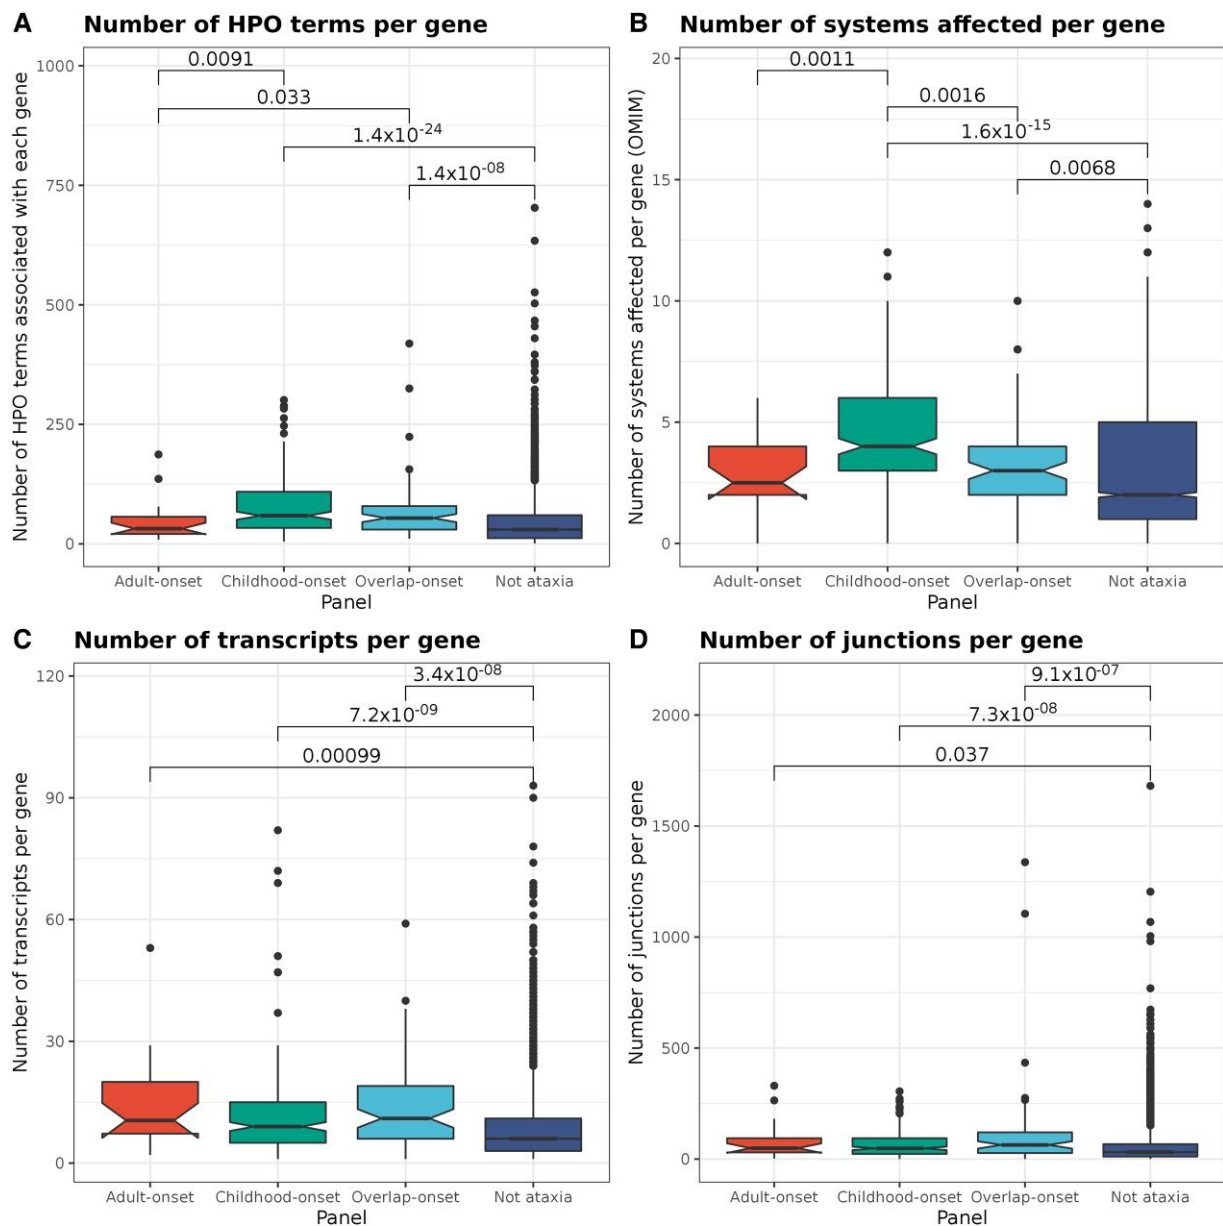 A Number of HPO terms per gene
Number of HPO terms associated with each gene
1000
750
500
250
0
0.0091
0.033
1.4x10⁻²⁴
1.4x10⁻⁰⁸
Adult-onset Childhood-onset Overlap-onset Not ataxia
Panel
B Number of systems affected per gene
Number of systems affected per gene (OMIM)
20
15
10
5
0
0.0011
0.0016
1.6x10⁻¹⁵
0.0068
Adult-onset Childhood-onset Overlap-onset Not ataxia
Panel
C Number of transcripts per gene
Number of transcripts per gene
120
90
60
30
0
3.4x10⁻⁰⁸
7.2x10⁻⁰⁹
0.00099
Adult-onset Childhood-onset Overlap-onset Not ataxia
Panel
D Number of junctions per gene
Number of junctions per gene
2000
1500
1000
500
0
9.1x10⁻⁰⁷
7.3x10⁻⁰⁸
0.037
Adult-onset Childhood-onset Overlap-onset Not ataxia
Panel